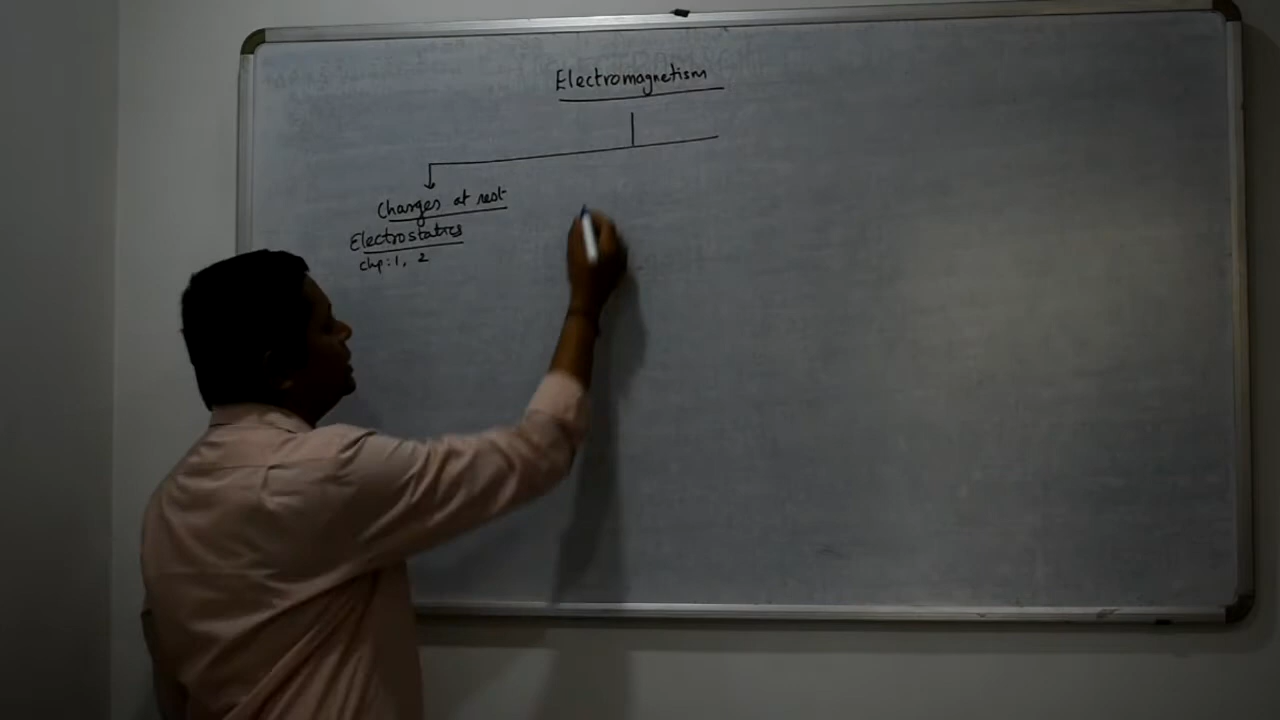 Electromagnetism
Charges at rest
Electrostatics
chp: 1, 2